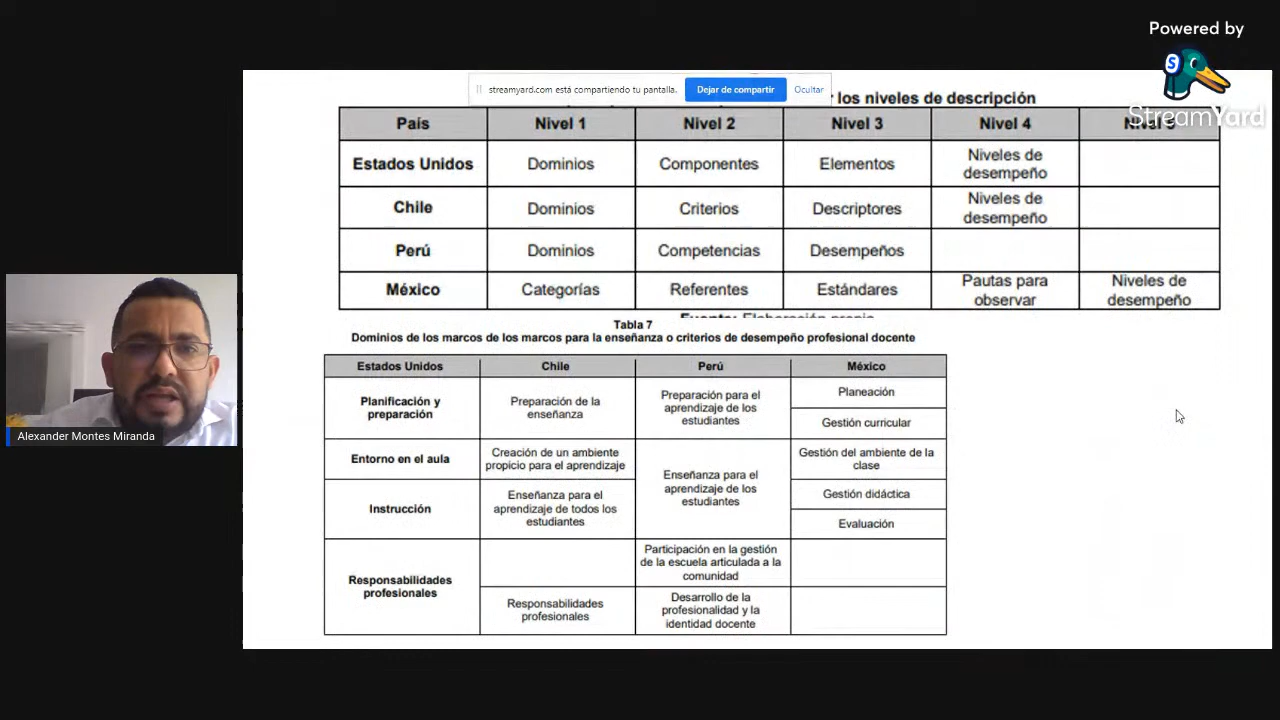 Powered by
StreamYard
streamyard.com está compartiendo tu pantalla. Dejar de compartir Ocultar
los niveles de descripción
País Nivel 1 Nivel 2 Nivel 3 Nivel 4
Estados Unidos Dominios Componentes Elementos Niveles de desempeño
Chile Dominios Criterios Descriptores Niveles de desempeño
Perú Dominios Competencias Desempeños
México Categorías Referentes Estándares Pautas para observar Niveles de desempeño
Tabla 7
Dominios de los marcos de los marcos para la enseñanza o criterios de desempeño profesional docente
Estados Unidos Chile Perú México
Planificación y preparación
Preparación de la enseñanza
Preparación para el aprendizaje de los estudiantes
Planeación
Gestión curricular
Entorno en el aula
Creación de un ambiente propicio para el aprendizaje
Enseñanza para el aprendizaje de los estudiantes
Gestión del ambiente de la clase
Instrucción
Enseñanza para el aprendizaje de todos los estudiantes
Gestión didáctica
Evaluación
Responsabilidades profesionales
Participación en la gestión de la escuela articulada a la comunidad
Responsabilidades profesionales
Desarrollo de la profesionalidad y la identidad docente
Alexander Montes Miranda